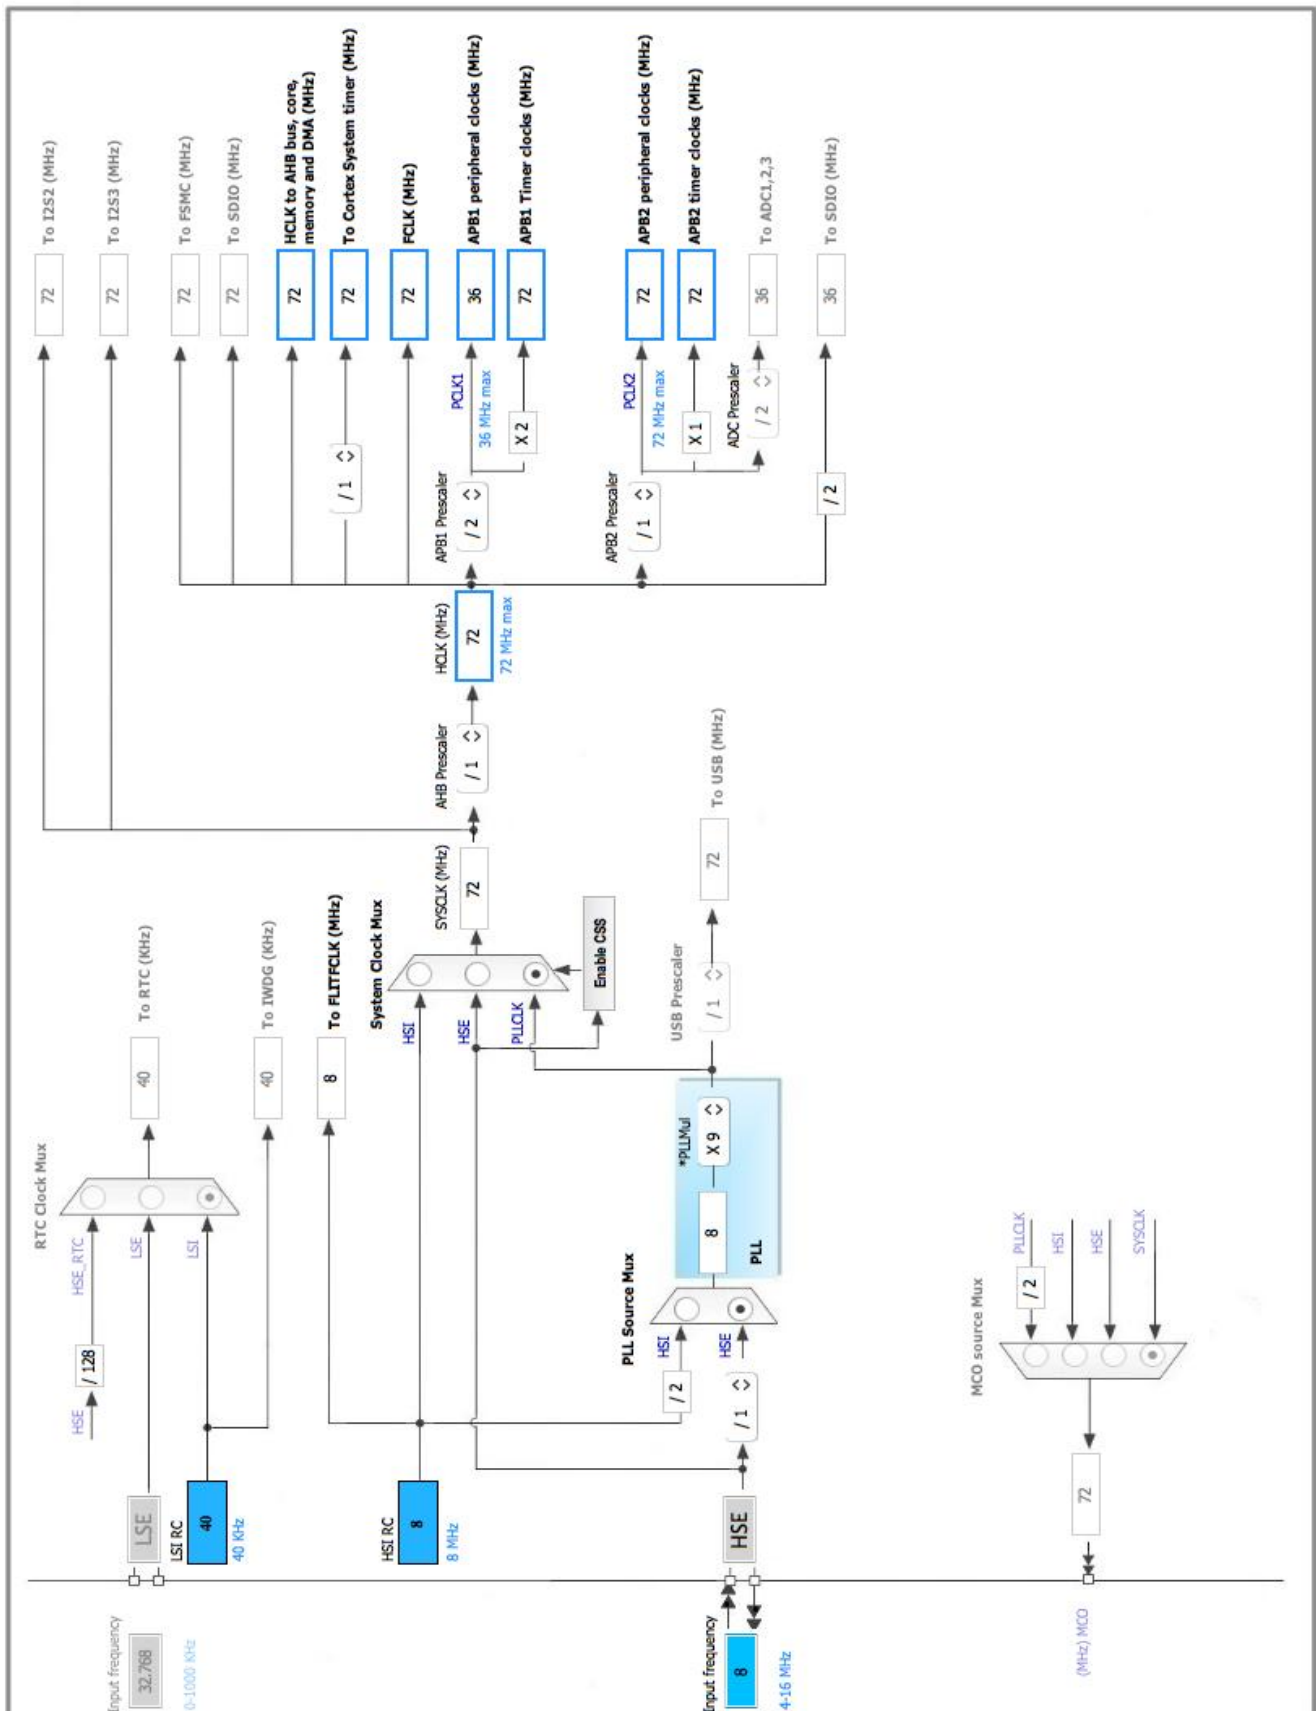 Input frequency
32.768
0-1000 KHz
LSE
LSI RC
40
40 KHz
HSE
/ 128
HSE_RTC
LSE
LSI
RTC Clock Mux
40
To RTC (KHz)
40
To IWDG (KHz)
HSI RC
8
8 MHz
8
To FLITFCLK (MHz)
System Clock Mux
HSI
HSE
PLLCLK
Enable CSS
SYSCLK (MHz)
72
AHB Prescaler
/ 1
HCLK (MHz)
72
72 MHz max
72
To I2S2 (MHz)
72
To I2S3 (MHz)
72
To FSMC (MHz)
72
To SDIO (MHz)
72
HCLK to AHB bus, core,
memory and DMA (MHz)
/ 1
72
To Cortex System timer (MHz)
72
FCLK (MHz)
APB1 Prescaler
/ 2
PCLK1
36 MHz max
36
APB1 peripheral clocks (MHz)
X 2
72
APB1 Timer clocks (MHz)
APB2 Prescaler
/ 1
PCLK2
72 MHz max
72
APB2 peripheral clocks (MHz)
X 1
72
APB2 timer clocks (MHz)
ADC Prescaler
/ 2
36
To ADC1,2,3
/ 2
36
To SDIO (MHz)
Input frequency
8
4-16 MHz
HSE
/ 1
/ 2
PLL Source Mux
HSI
HSE
8
*PLLMul
X 9
PLL
USB Prescaler
/ 1
72
To USB (MHz)
MCO source Mux
/ 2
PLLCLK
HSI
HSE
SYSCLK
72
(MHz) MCO